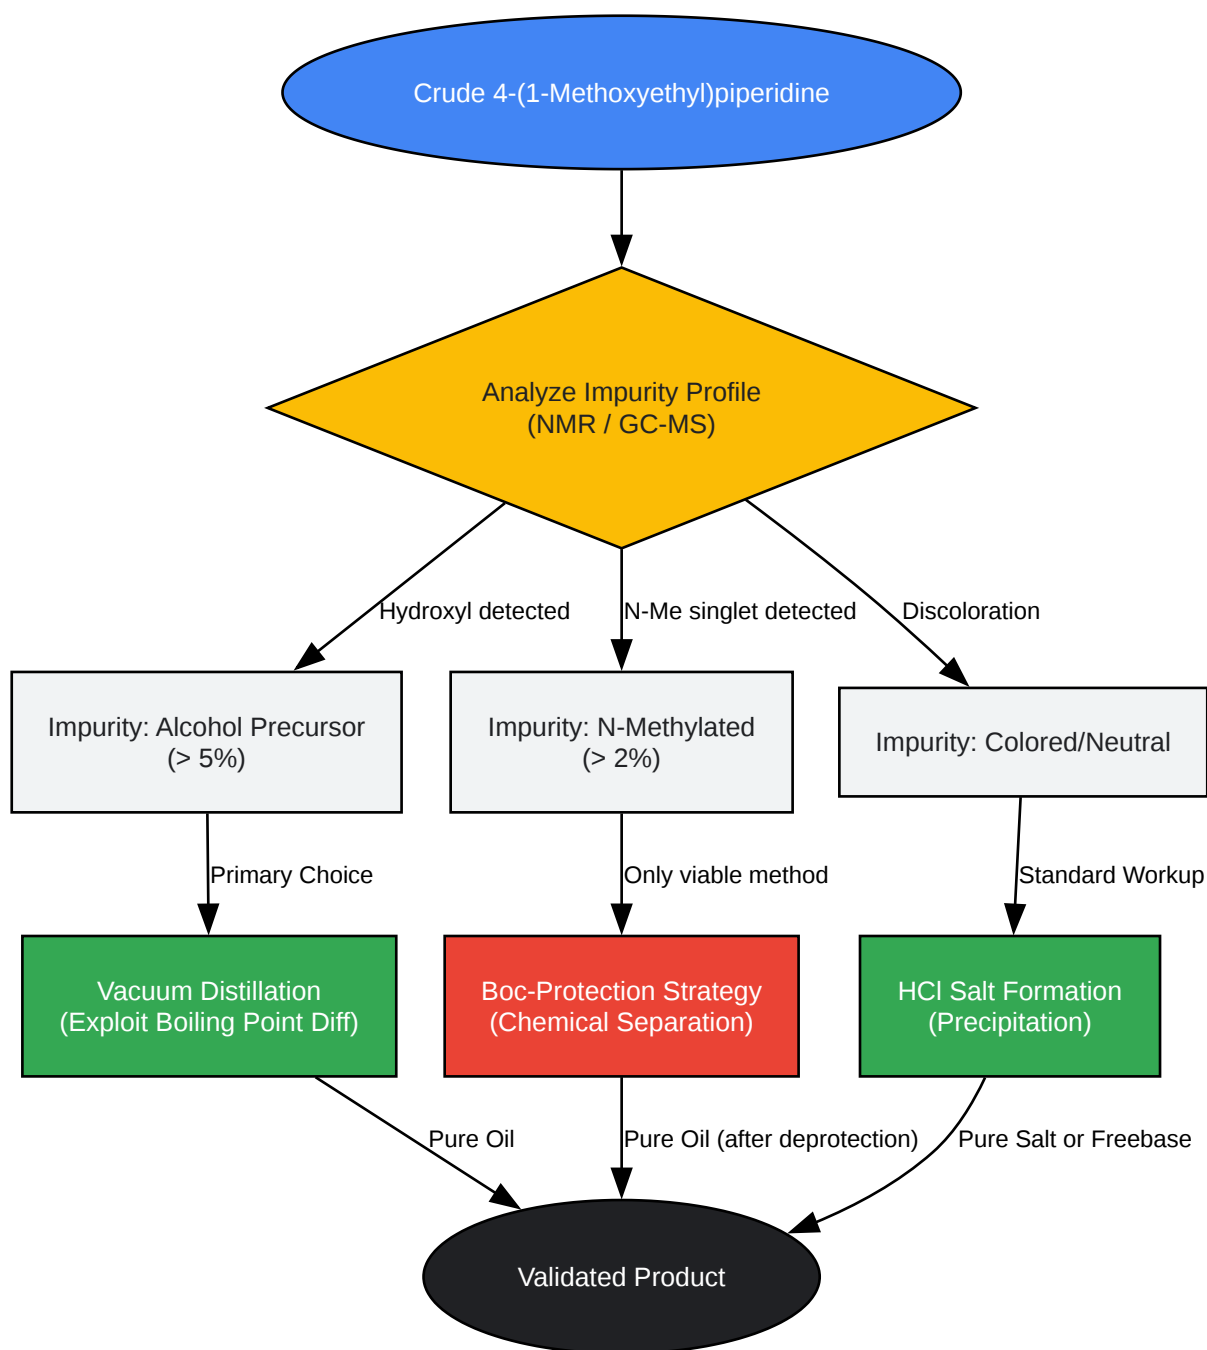 Crude 4-(1-Methoxyethyl)piperidine
Analyze Impurity Profile
(NMR / GC-MS)
Hydroxyl detected
N-Me singlet detected
Discoloration
Impurity: Alcohol Precursor
(> 5%)
Impurity: N-Methylated
(> 2%)
Impurity: Colored/Neutral
Primary Choice
Only viable method
Standard Workup
Vacuum Distillation
(Exploit Boiling Point Diff)
Boc-Protection Strategy
(Chemical Separation)
HCl Salt Formation
(Precipitation)
Pure Oil
Pure Oil (after deprotection)
Pure Salt or Freebase
Validated Product